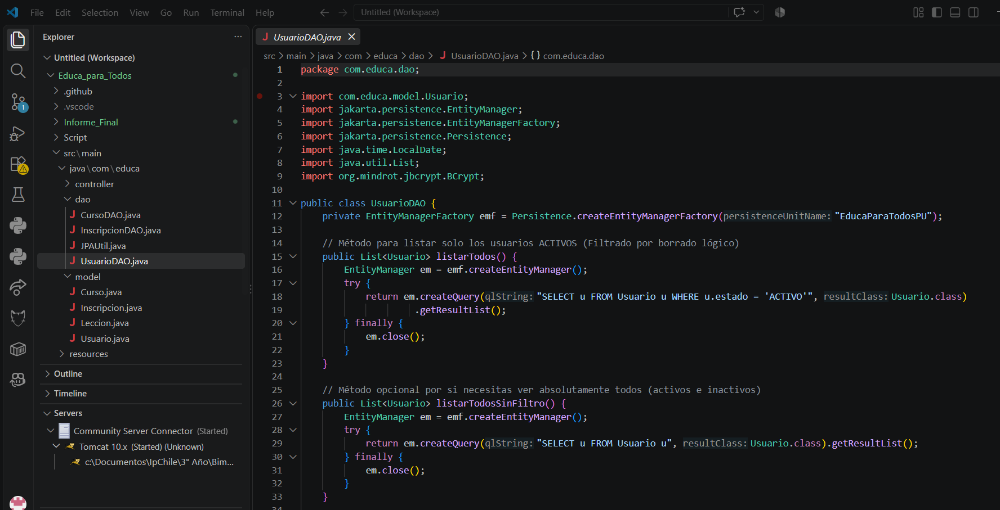 File Edit Selection View Go Run Terminal Help
Untitled (Workspace)
Explorer
Untitled (Workspace)
Educa_para_Todos
.github
.vscode
1
Informe_Final
Script
src\main
java\com\educa
controller
dao
CursoDAO.java
InscripcionDAO.java
JPAUtil.java
UsuarioDAO.java
model
Curso.java
Inscripcion.java
Leccion.java
Usuario.java
resources
Outline
Timeline
Servers
Community Server Connector (Started)
Tomcat 10.x (Started) (Unknown)
c:\Documentos\IpChile\3° Año\Bim...
J UsuarioDAO.java
src > main > java > com > educa > dao > J UsuarioDAO.java > {} com.educa.dao
1 package com.educa.dao;
2
3 import com.educa.model.Usuario;
4 import jakarta.persistence.EntityManager;
5 import jakarta.persistence.EntityManagerFactory;
6 import jakarta.persistence.Persistence;
7 import java.time.LocalDate;
8 import java.util.List;
9 import org.mindrot.jbcrypt.BCrypt;
10
11 public class UsuarioDAO {
12 private EntityManagerFactory emf = Persistence.createEntityManagerFactory(persistenceUnitName: "EducaParaTodosPU");
13
14 // Método para listar solo los usuarios ACTIVOS (Filtrado por borrado lógico)
15 public List<Usuario> listarTodos() {
16 EntityManager em = emf.createEntityManager();
17 try {
18 return em.createQuery(qlString: "SELECT u FROM Usuario u WHERE u.estado = 'ACTIVO'", resultClass: Usuario.class)
19 .getResultList();
20 } finally {
21 em.close();
22 }
23 }
24
25 // Método opcional por si necesitas ver absolutamente todos (activos e inactivos)
26 public List<Usuario> listarTodosSinFiltro() {
27 EntityManager em = emf.createEntityManager();
28 try {
29 return em.createQuery(qlString: "SELECT u FROM Usuario u", resultClass: Usuario.class).getResultList();
30 } finally {
31 em.close();
32 }
33 }
34